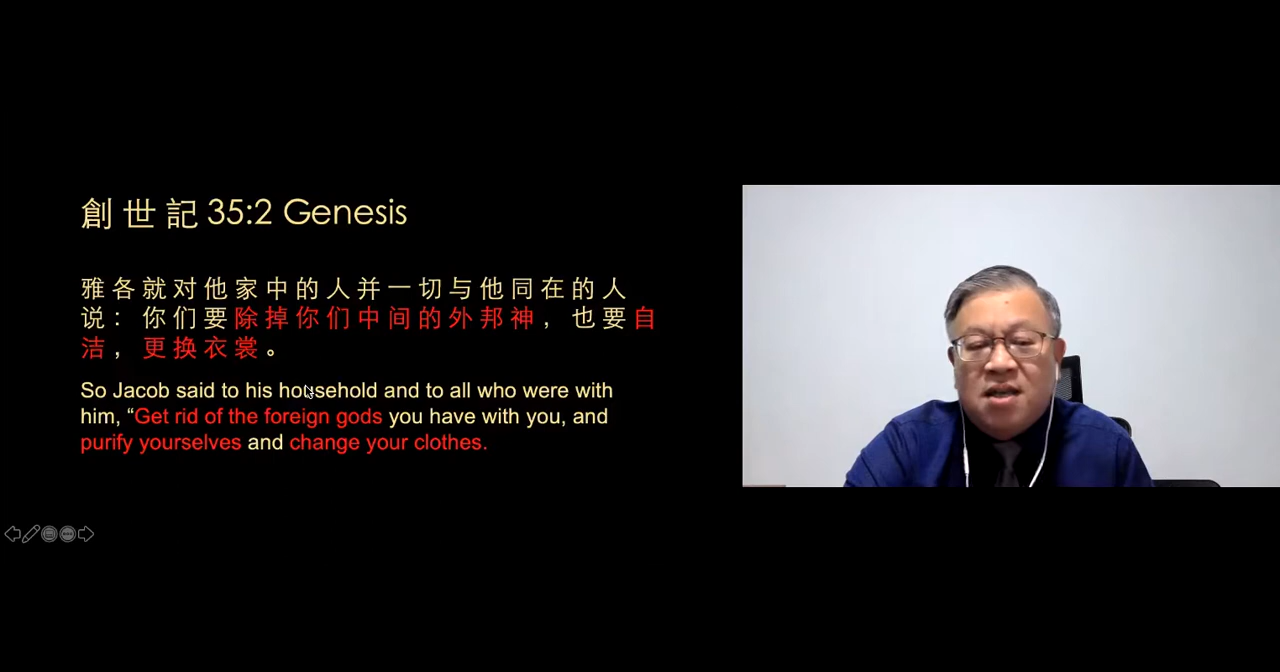 創世記 35:2 Genesis
雅各就对他家中的人并一切与他同在的人
说：你们要除掉你们中间的外邦神，也要自
洁，更换衣裳。
So Jacob said to his household and to all who were with
him, “Get rid of the foreign gods you have with you, and
purify yourselves and change your clothes.